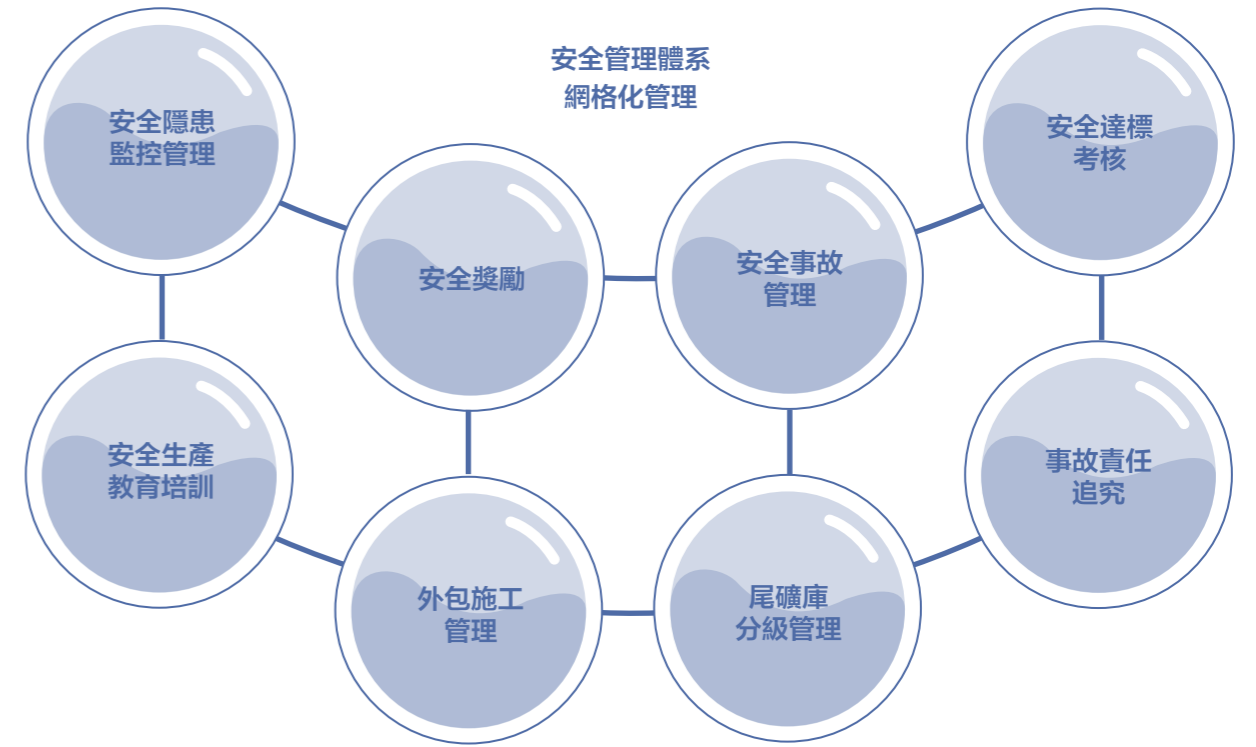 安全管理體系
網格化管理
安全隱患
監控管理
安全獎勵
安全事故
管理
安全達標
考核
安全生產
教育培訓
外包施工
管理
尾礦庫
分級管理
事故責任
追究